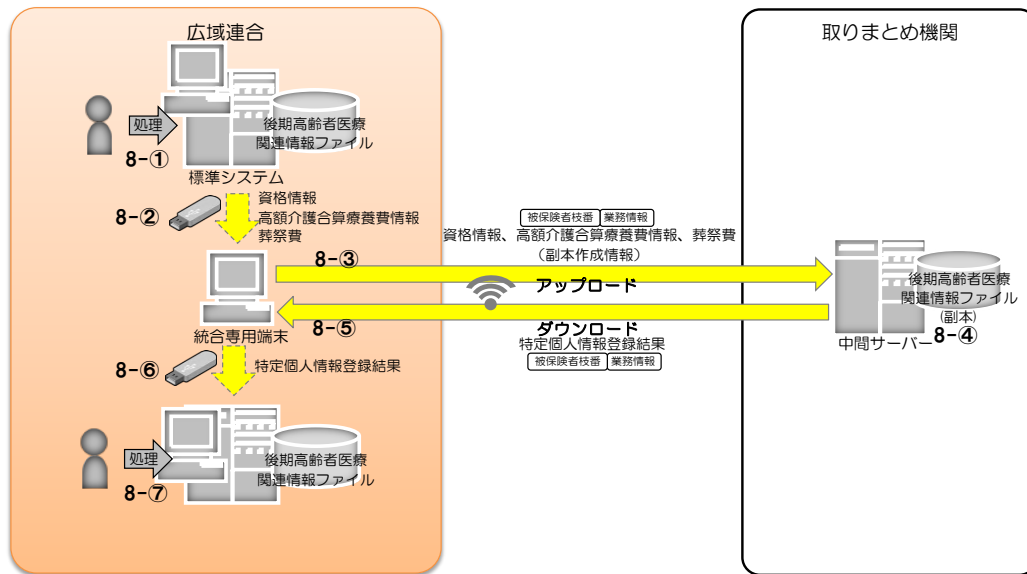 広域連合
取りまとめ機関
処理
8-①
後期高齢者医療
関連情報ファイル
標準システム
8-②
資格情報
高額介護合算療養費情報
葬祭費
被保険者枝番 業務情報
資格情報、高額介護合算療養費情報、葬祭費
（副本作成情報）
8-③
アップロード
後期高齢者医療
関連情報ファイル
(副本)
8-④
中間サーバー
統合専用端末
8-⑤
ダウンロード
特定個人情報登録結果
被保険者枝番 業務情報
8-⑥
特定個人情報登録結果
処理
8-⑦
後期高齢者医療
関連情報ファイル